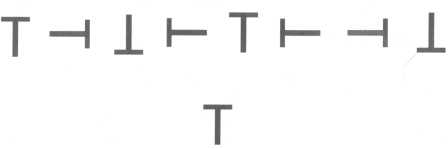 T ⊣ ⊥ ⊢ T ⊢ ⊣ ⊥
T